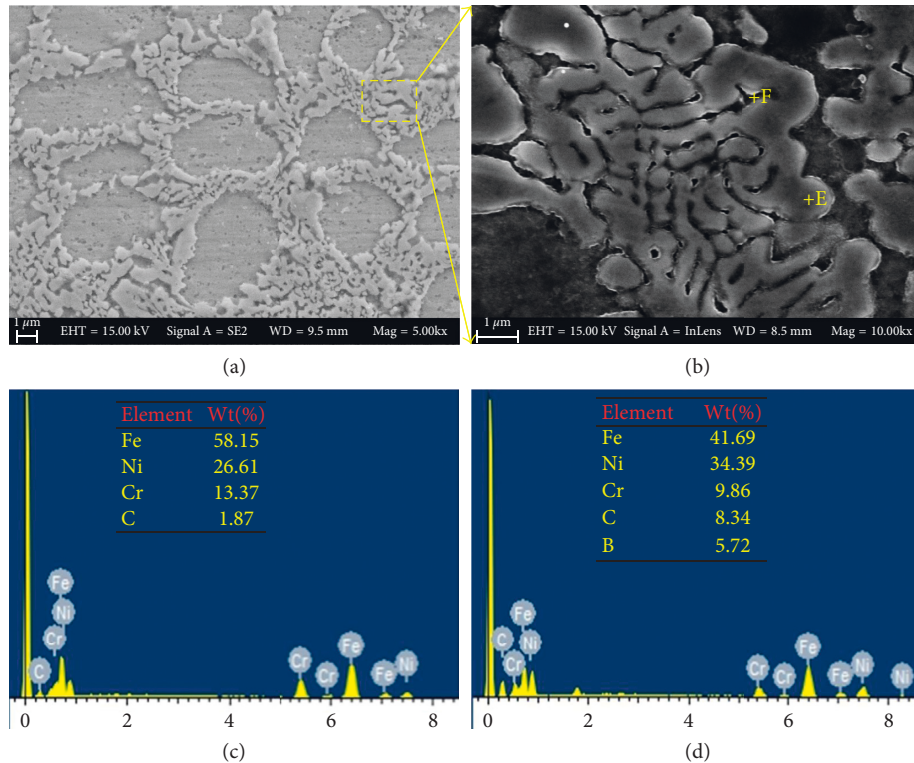 +F
+E
1 µm EHT = 15.00 kV Signal A = SE2 WD = 9.5 mm Mag = 5.00kx
1 µm EHT = 15.00 kV Signal A = InLens WD = 8.5 mm Mag = 10.00kx
(a)
(b)
Element Wt(%)
Fe 58.15
Ni 26.61
Cr 13.37
C 1.87
Fe
Ni
Cr
C
Cr
Cr
Fe
Fe
Ni
0 2 4 6 8
(c)
Element Wt(%)
Fe 41.69
Ni 34.39
Cr 9.86
C 8.34
B 5.72
Fe
C
Ni
Cr
Cr
Cr
Fe
Fe
Ni
Ni
0 2 4 6 8
(d)